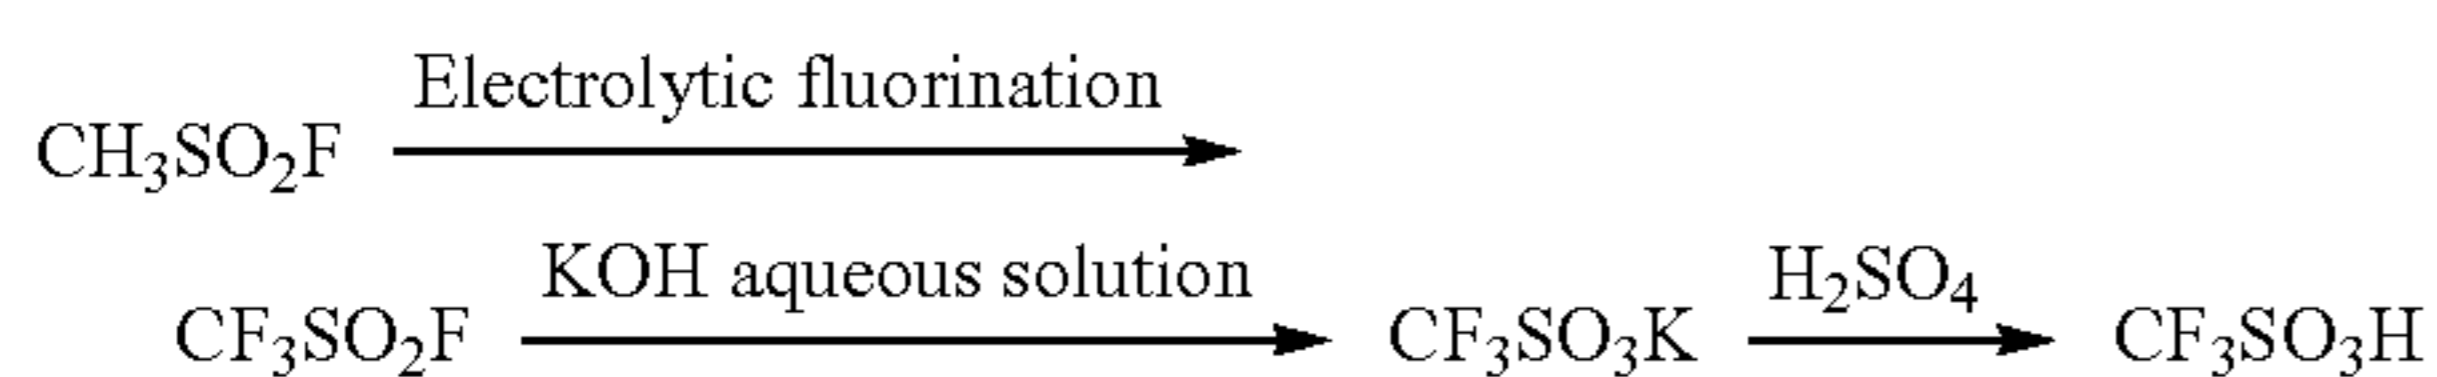 Electrolytic fluorination
CH₃SO₂F
KOH aqueous solution H₂SO₄
CF₃SO₂F CF₃SO₃K CF₃SO₃H